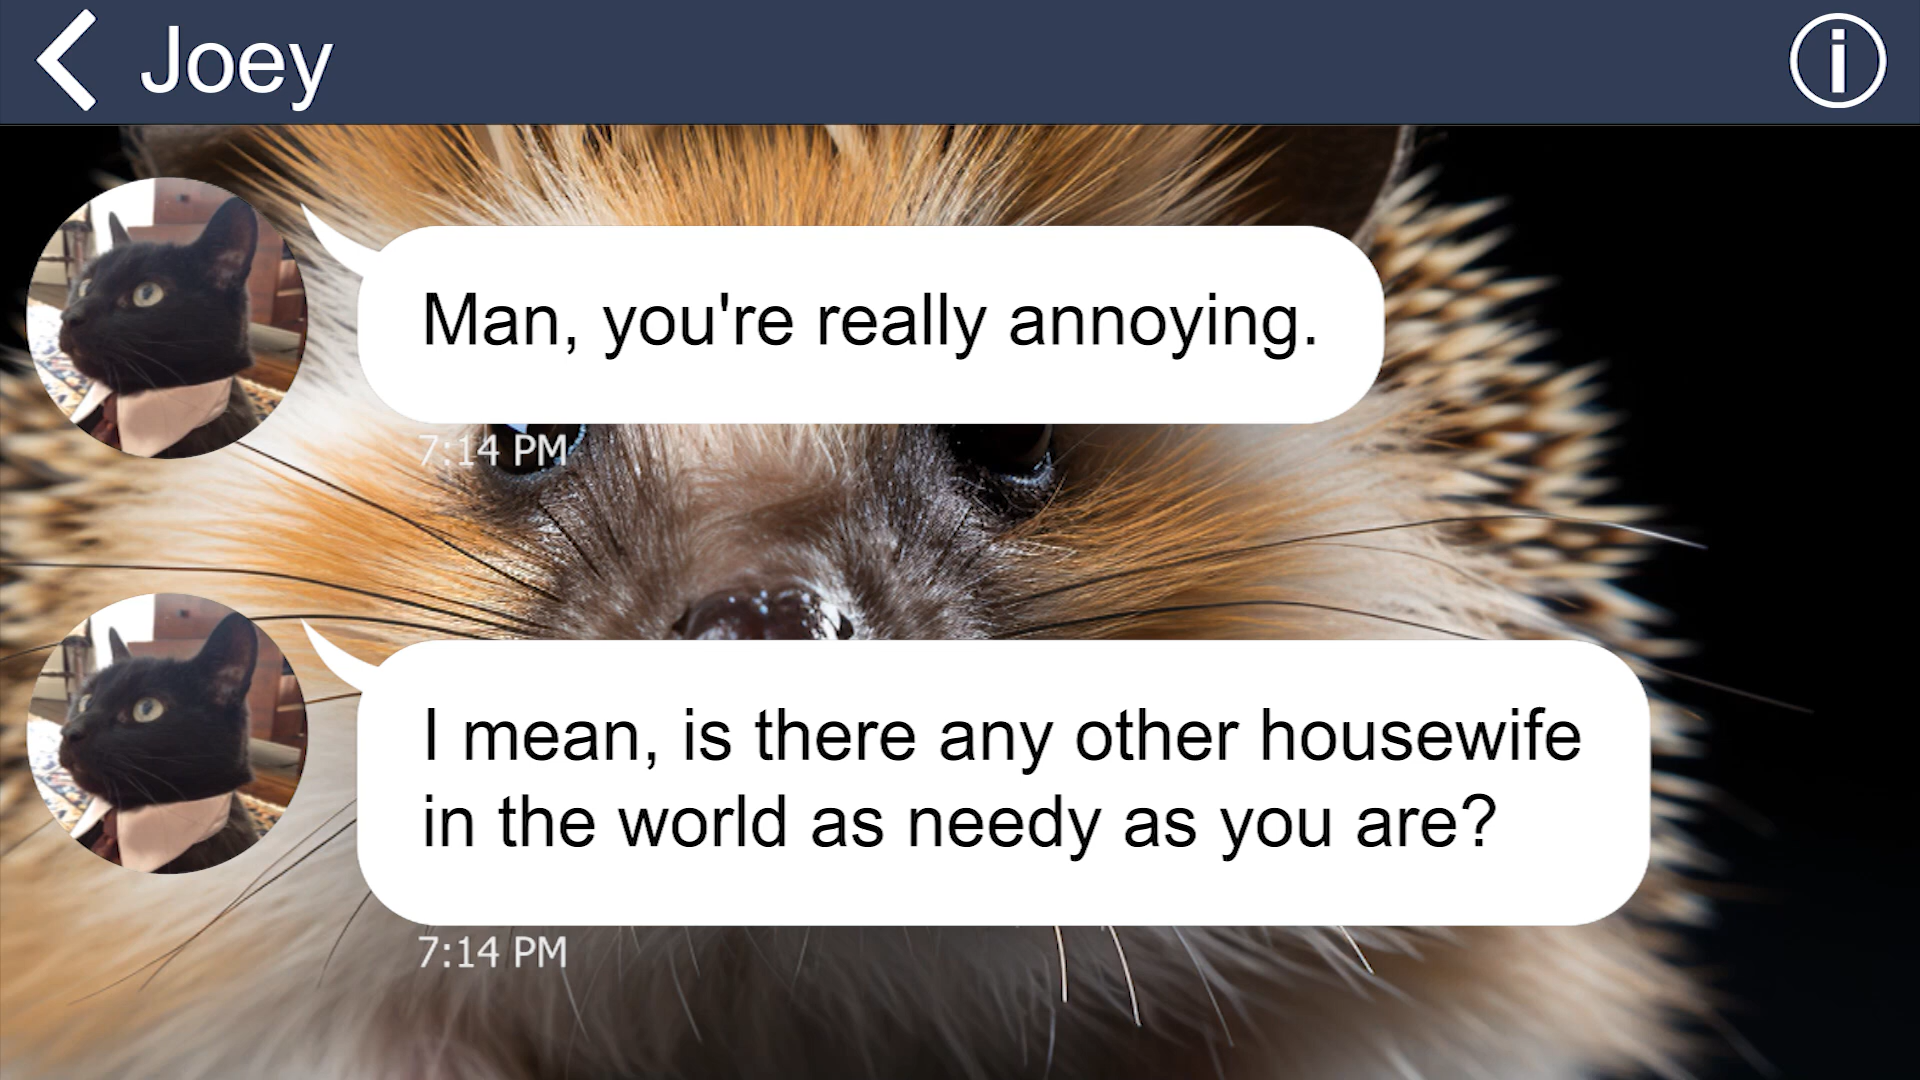 Joey
Man, you're really annoying.
7:14 PM
I mean, is there any other housewife
in the world as needy as you are?
7:14 PM